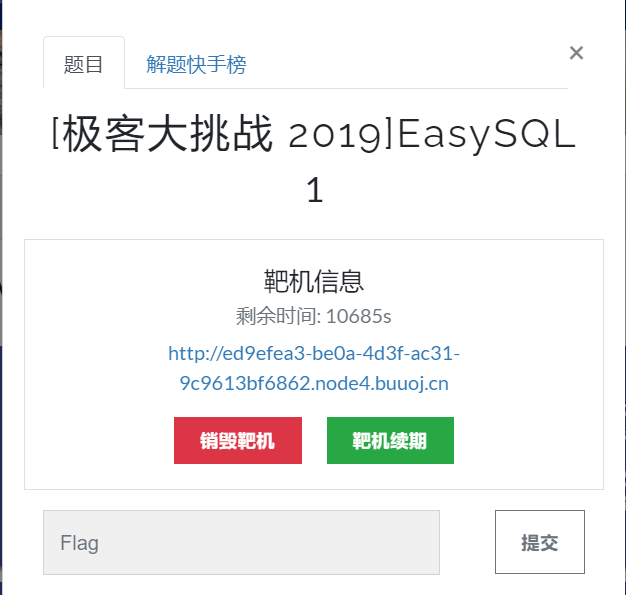 题目 解题快手榜 ×
[极客大挑战 2019]EasySQL
1
靶机信息
剩余时间: 10685s
http://ed9efea3-be0a-4d3f-ac31-
9c9613bf6862.node4.buuoj.cn
销毁靶机 靶机续期
Flag 提交